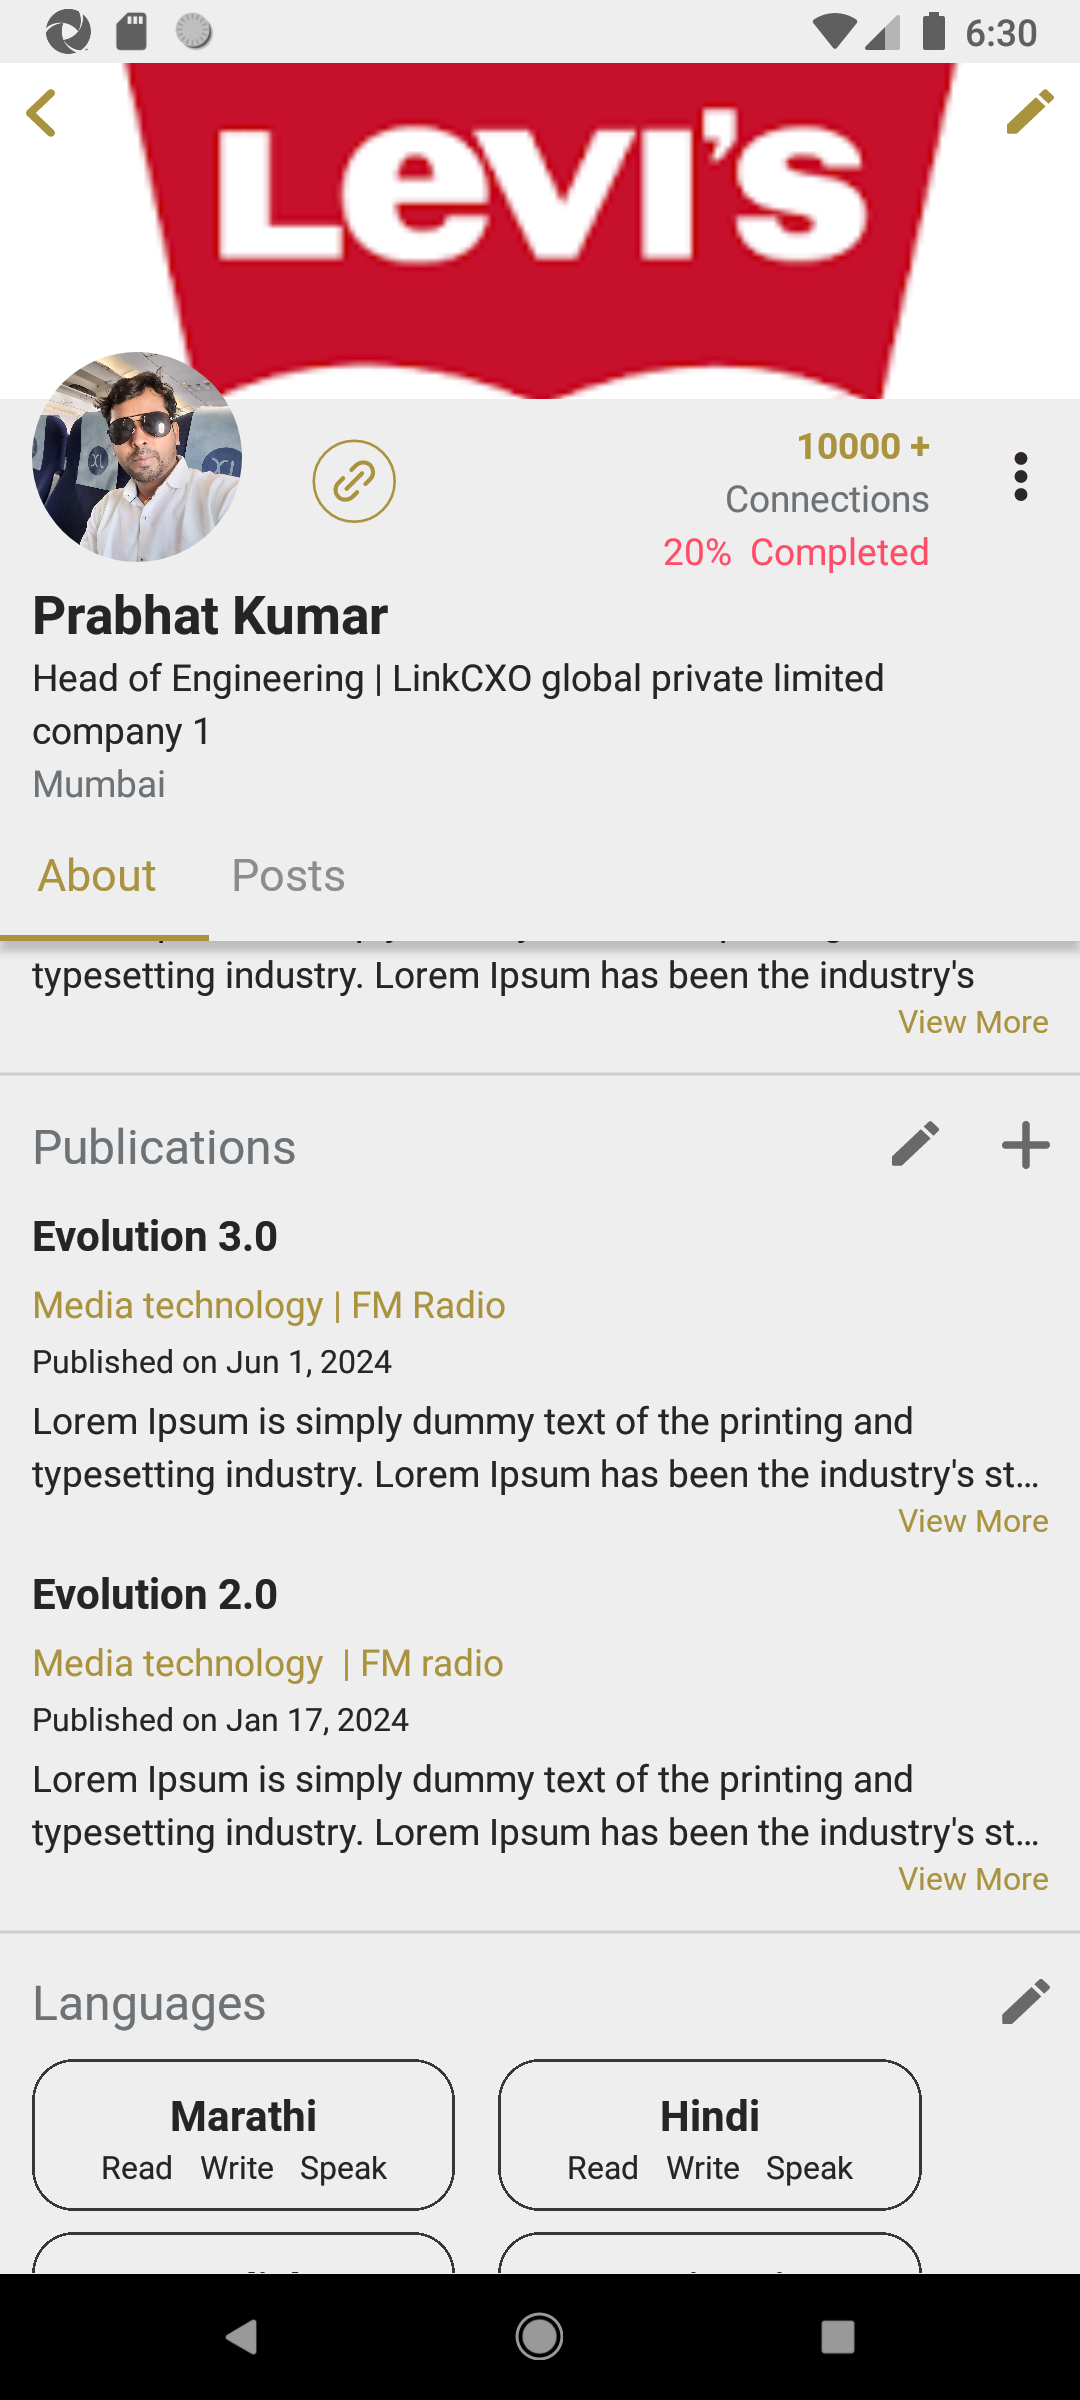 6:30
Levi's
10000 +
Connections
20% Completed
Prabhat Kumar
Head of Engineering | LinkCXO global private limited
company 1
Mumbai
About Posts
typesetting industry. Lorem Ipsum has been the industry's
View More
Publications
Evolution 3.0
Media technology | FM Radio
Published on Jun 1, 2024
Lorem Ipsum is simply dummy text of the printing and
typesetting industry. Lorem Ipsum has been the industry's st...
View More
Evolution 2.0
Media technology | FM radio
Published on Jan 17, 2024
Lorem Ipsum is simply dummy text of the printing and
typesetting industry. Lorem Ipsum has been the industry's st...
View More
Languages
Marathi Hindi
Read Write Speak Read Write Speak